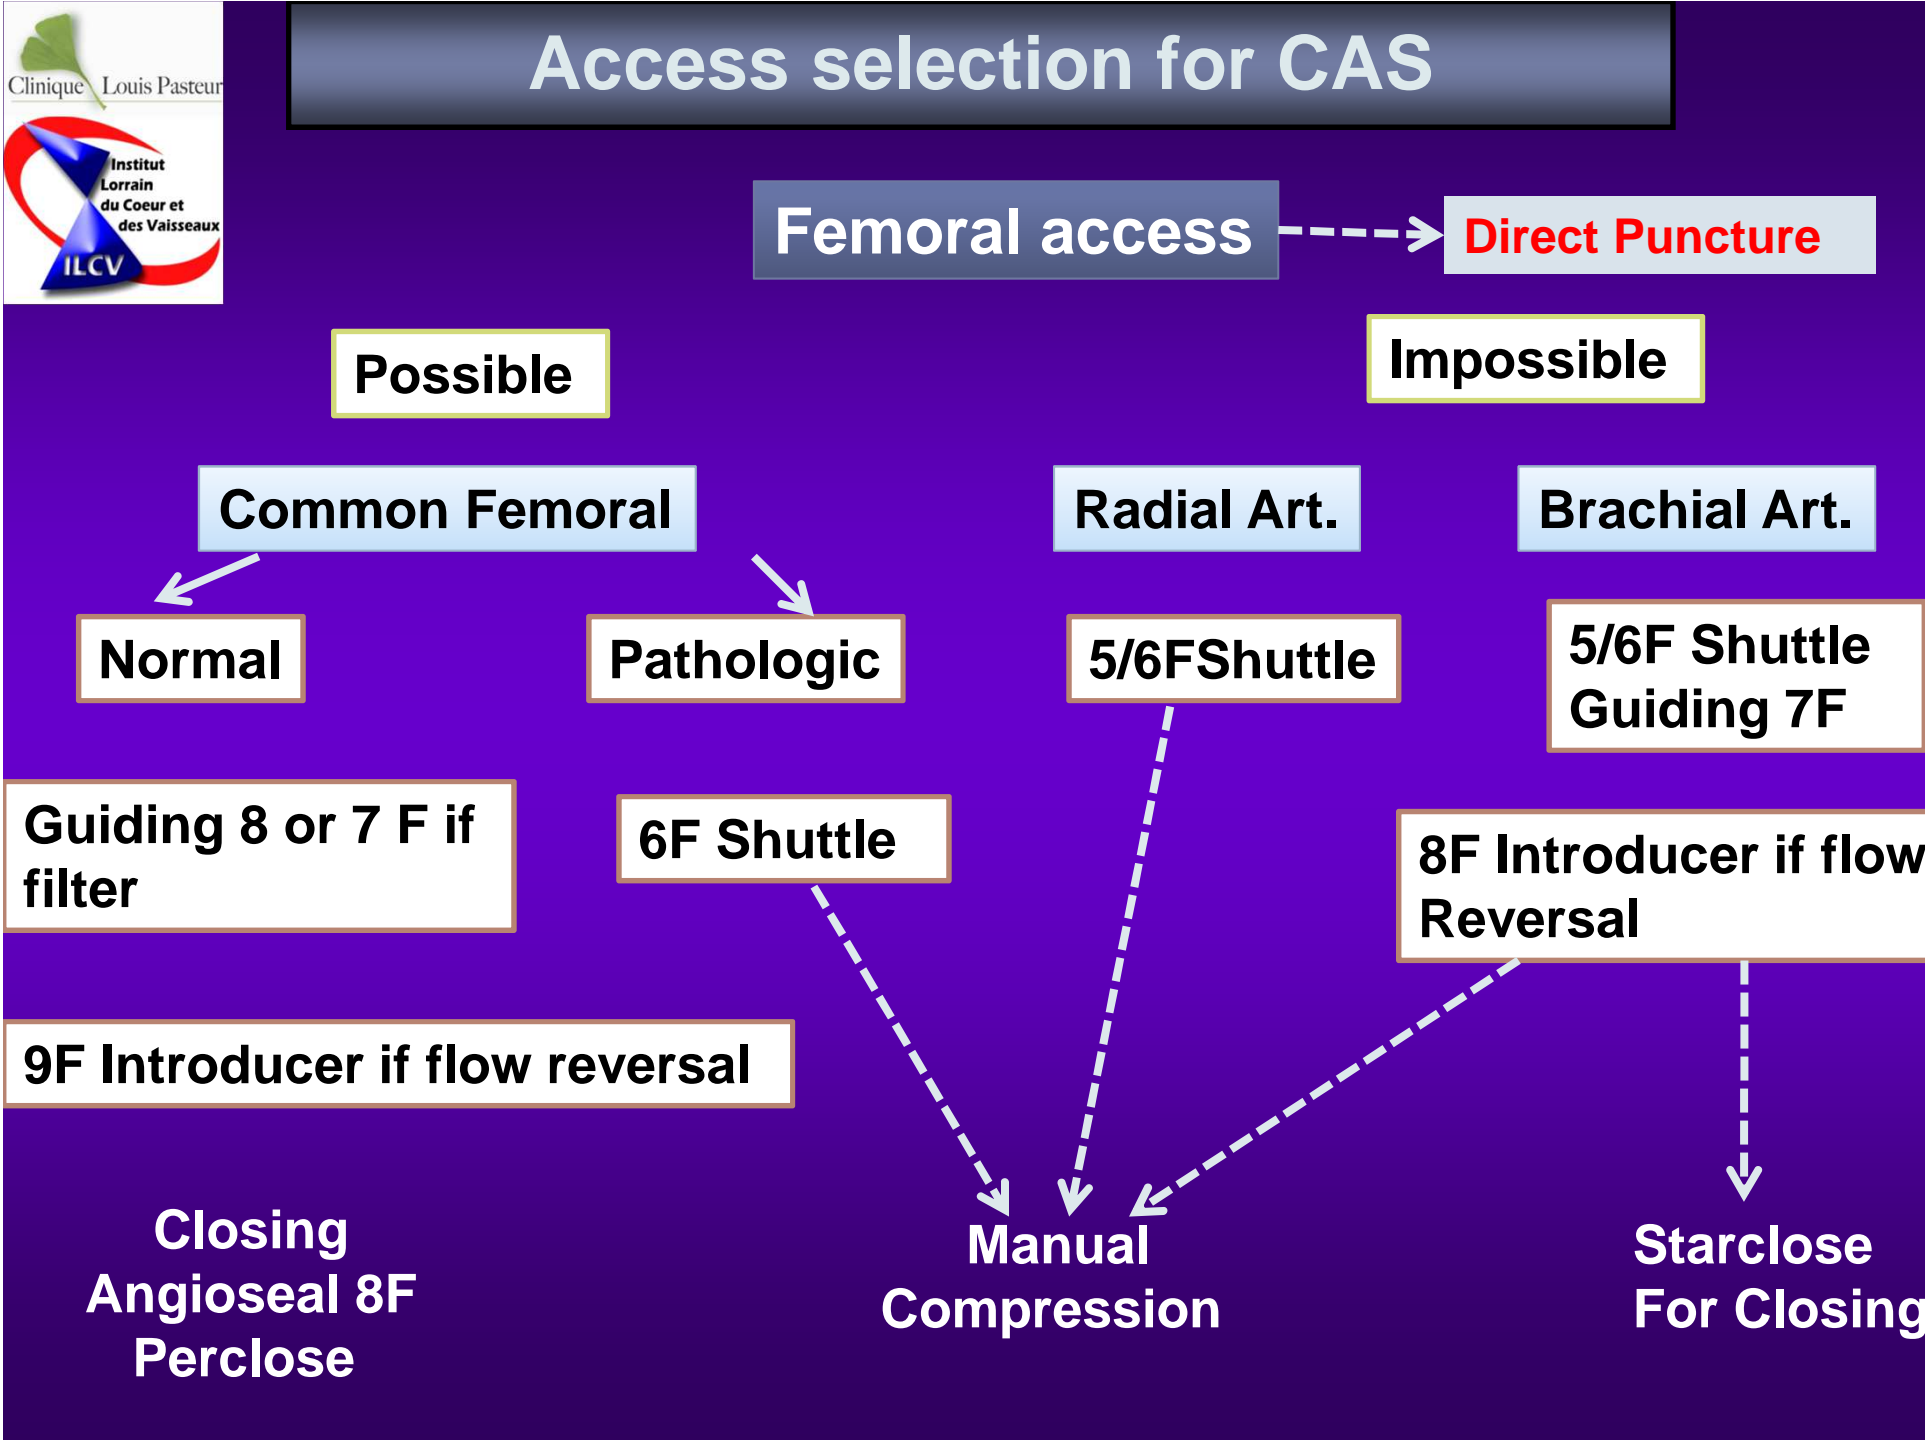 Clinique Louis Pasteur
Institut
Lorrain
du Coeur et
des Vaisseaux
ILCV
Access selection for CAS
Femoral access
Direct Puncture
Possible
Impossible
Common Femoral
Radial Art.
Brachial Art.
Normal
Pathologic
5/6FShuttle
5/6F Shuttle
Guiding 7F
Guiding 8 or 7 F if
filter
6F Shuttle
8F Introducer if flow
Reversal
9F Introducer if flow reversal
Closing
Angioseal 8F
Perclose
Manual
Compression
Starclose
For Closing